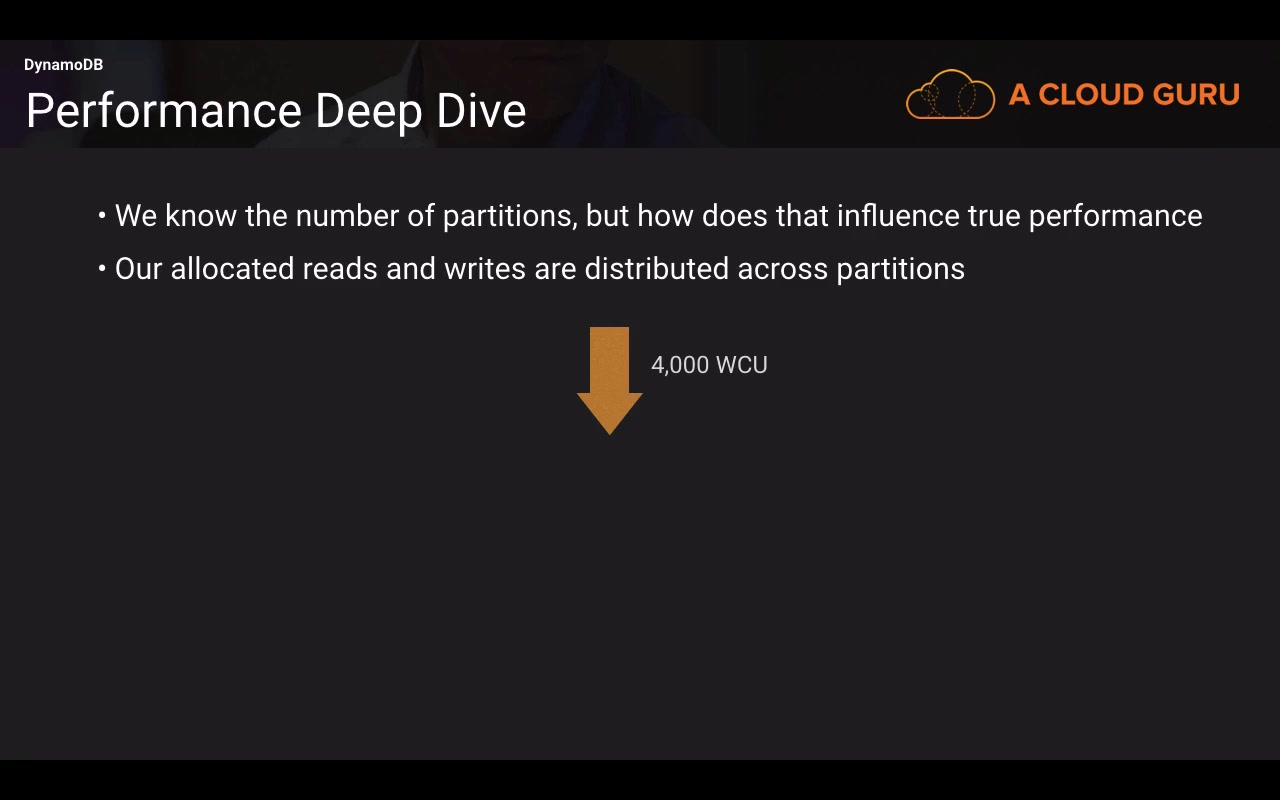 DynamoDB
Performance Deep Dive
A CLOUD GURU
• We know the number of partitions, but how does that influence true performance
• Our allocated reads and writes are distributed across partitions
4,000 WCU